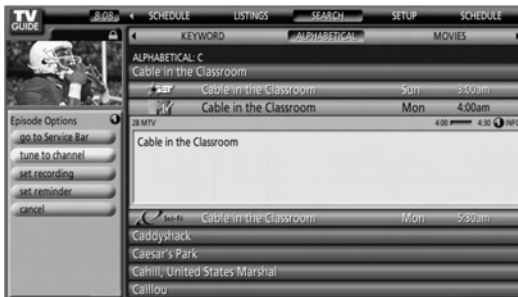 TV GUIDE 8:08 SCHEDULE LISTINGS SEARCH SETUP SCHEDULE
KEYWORD ALPHABETICAL MOVIES
ALPHABETICAL: C
Cable in the Classroom
BET Cable in the Classroom Sun 3:00am
Cable in the Classroom Mon 4:00am
28 MTV 4:00 4:30 INFO
Cable in the Classroom
Episode Options
go to Service Bar
tune to channel
set recording
set reminder
cancel
Sci-Fi Cable in the Classroom Mon 5:30am
Caddyshack
Caesar's Park
Cahill, United States Marshal
Caillou